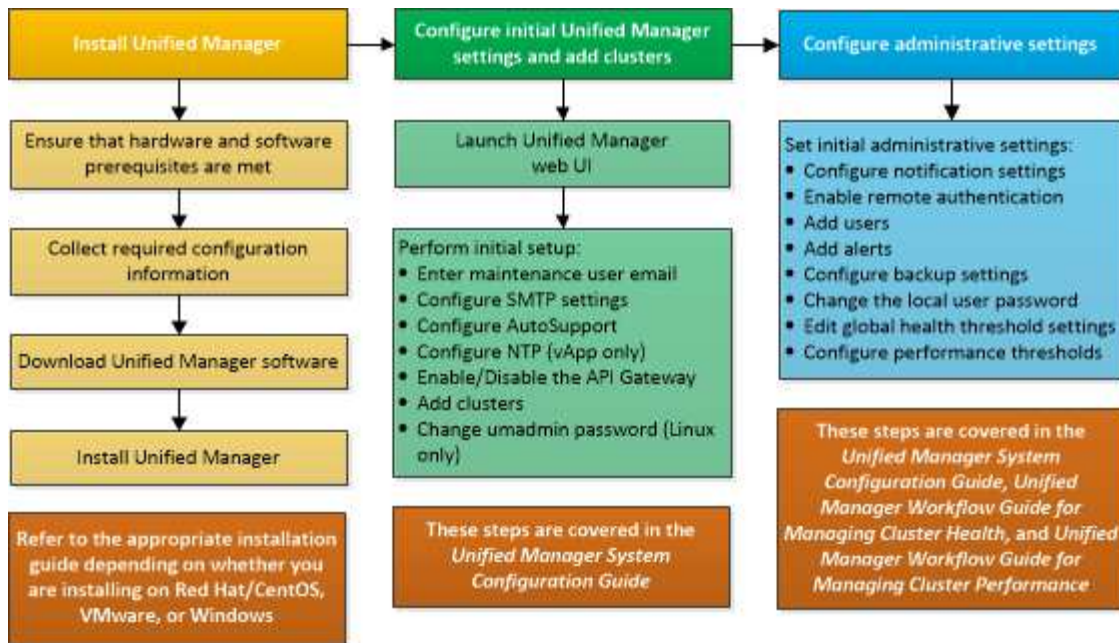 Install Unified Manager
Ensure that hardware and software
prerequisites are met
Collect required configuration
information
Download Unified Manager software
Install Unified Manager
Refer to the appropriate installation
guide depending on whether you
are installing on Red Hat/CentOS,
VMware, or Windows
Configure initial Unified Manager
settings and add clusters
Launch Unified Manager
web UI
Perform initial setup:
• Enter maintenance user email
• Configure SMTP settings
• Configure AutoSupport
• Configure NTP (vApp only)
• Enable/Disable the API Gateway
• Add clusters
• Change umadmin password (Linux
only)
These steps are covered in the
Unified Manager System
Configuration Guide
Configure administrative settings
Set initial administrative settings:
• Configure notification settings
• Enable remote authentication
• Add users
• Add alerts
• Configure backup settings
• Change the local user password
• Edit global health threshold settings
• Configure performance thresholds
These steps are covered in the
Unified Manager System
Configuration Guide, Unified
Manager Workflow Guide for
Managing Cluster Health, and Unified
Manager Workflow Guide for
Managing Cluster Performance